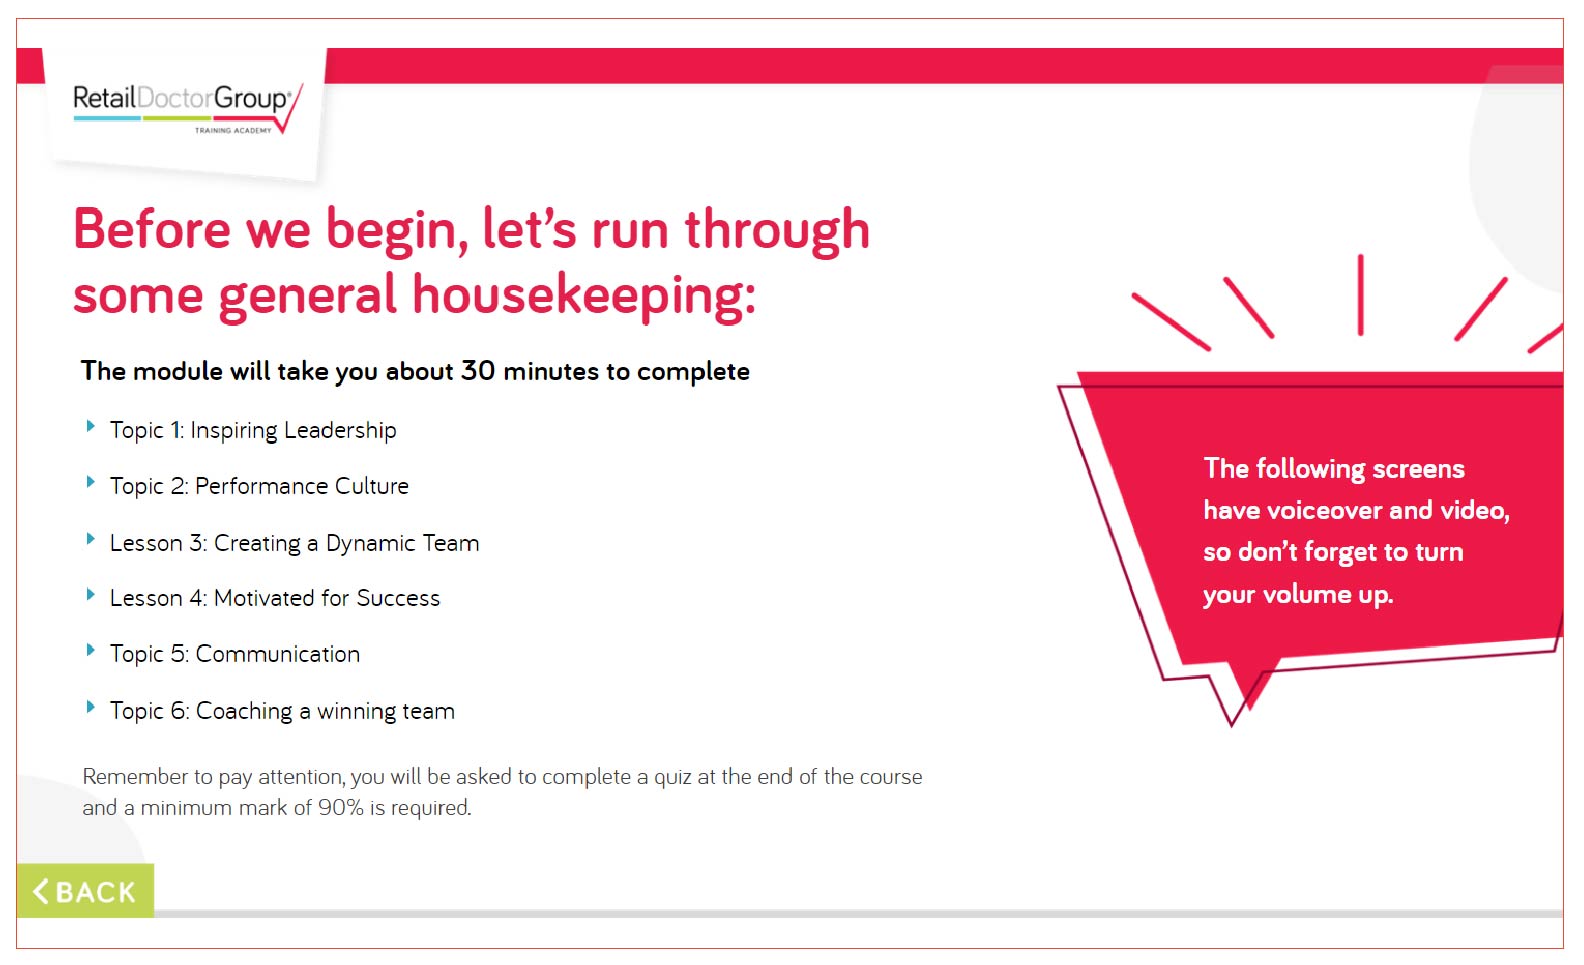 RetailDoctorGroup
TRAINING ACADEMY
Before we begin, let's run through
some general housekeeping:
The module will take you about 30 minutes to complete
Topic 1: Inspiring Leadership
Topic 2: Performance Culture
Lesson 3: Creating a Dynamic Team
Lesson 4: Motivated for Success
Topic 5: Communication
Topic 6: Coaching a winning team
Remember to pay attention, you will be asked to complete a quiz at the end of the course
and a minimum mark of 90% is required.
The following screens
have voiceover and video,
so don't forget to turn
your volume up.
BACK